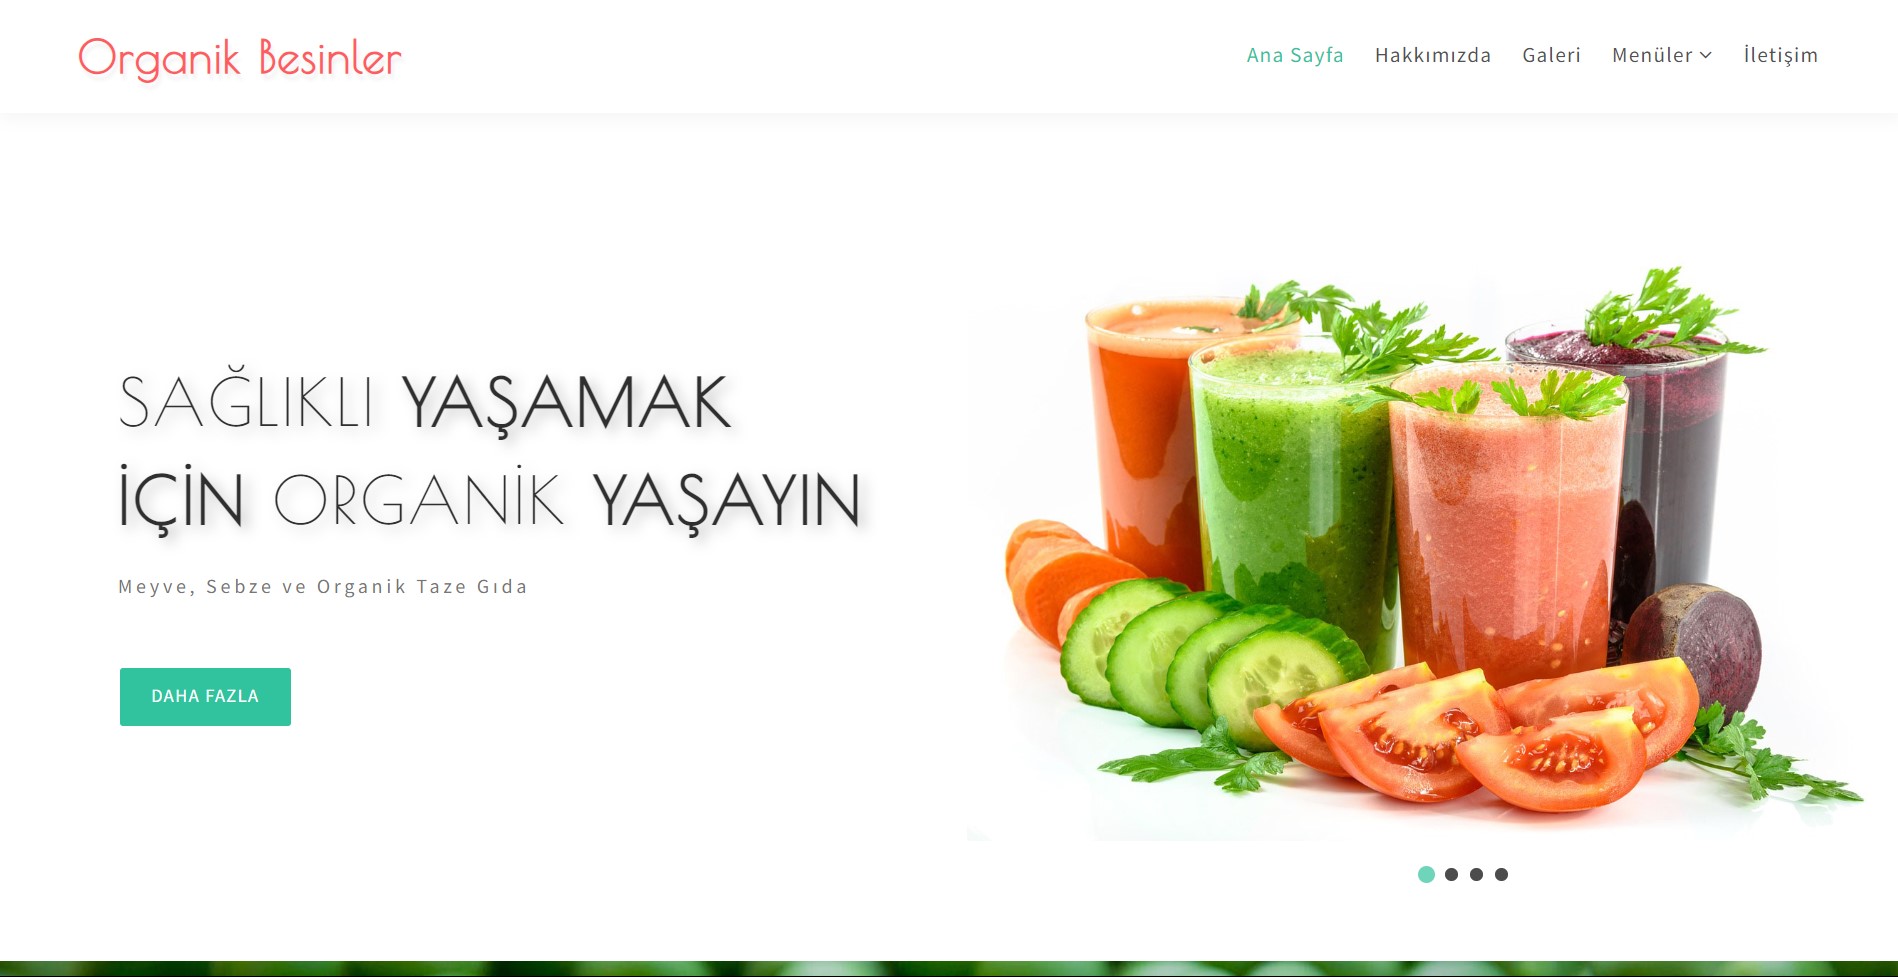 Organik Besinler
Ana Sayfa Hakkımızda Galeri Menüler İletişim
SAĞLIKLI YAŞAMAK
İÇİN ORGANİK YAŞAYIN
Meyve, Sebze ve Organik Taze Gıda
DAHA FAZLA